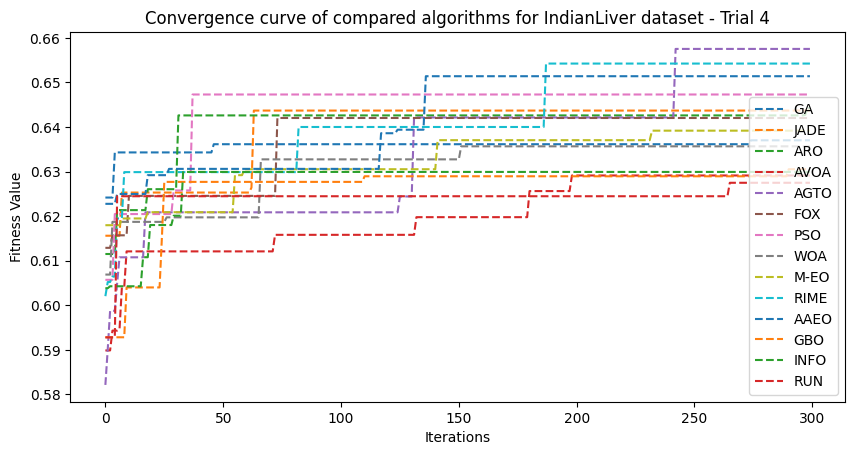 Convergence curve of compared algorithms for IndianLiver dataset - Trial 4
0.66
0.65
0.64
0.63
0.62
0.61
0.60
0.59
0.58
Fitness Value
0
50
100
150
200
250
300
Iterations
GA
JADE
ARO
AVOA
AGTO
FOX
PSO
WOA
M-EO
RIME
AAEO
GBO
INFO
RUN